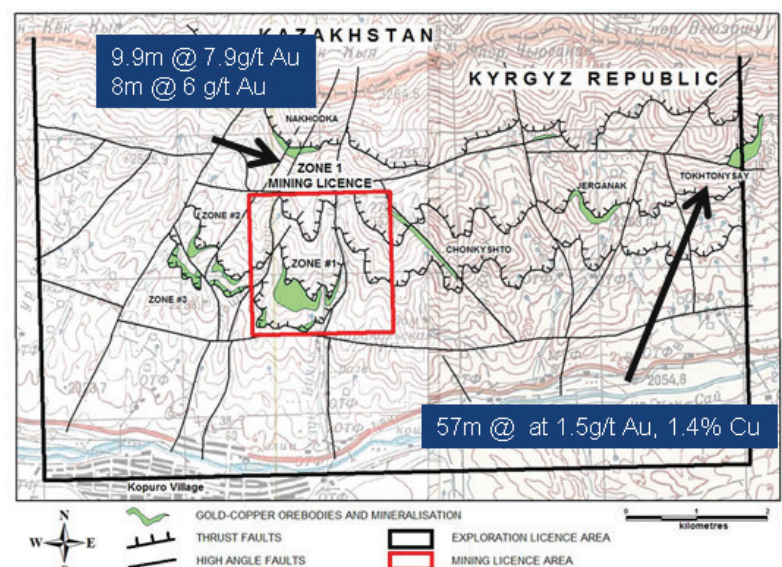 KAZAKHSTAN
9.9m @ 7.9g/t Au
8m @ 6 g/t Au
KYRGYZ REPUBLIC
NAKHODKA
ZONE 1
MINING LICENCE
TOKHTONYSAY
JERGANAK
ZONE #2
CHONKYSHTO
ZONE #1
ZONE #3
2054,8
57m @ at 1.5g/t Au, 1.4% Cu
Kopuro Village
N
W E
GOLD-COPPER OREBODIES AND MINERALISATION
THRUST FAULTS
HIGH ANGLE FAULTS
EXPLORATION LICENCE AREA
MINING LICENCE AREA
0 1 2
kilometres